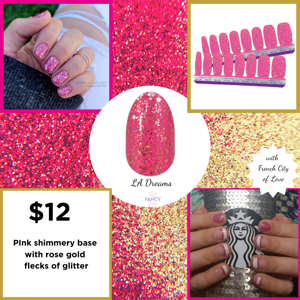 LA Dreams
FANCY
with
French City
of Love
$12
Pink shimmery base
with rose gold
flecks of glitter